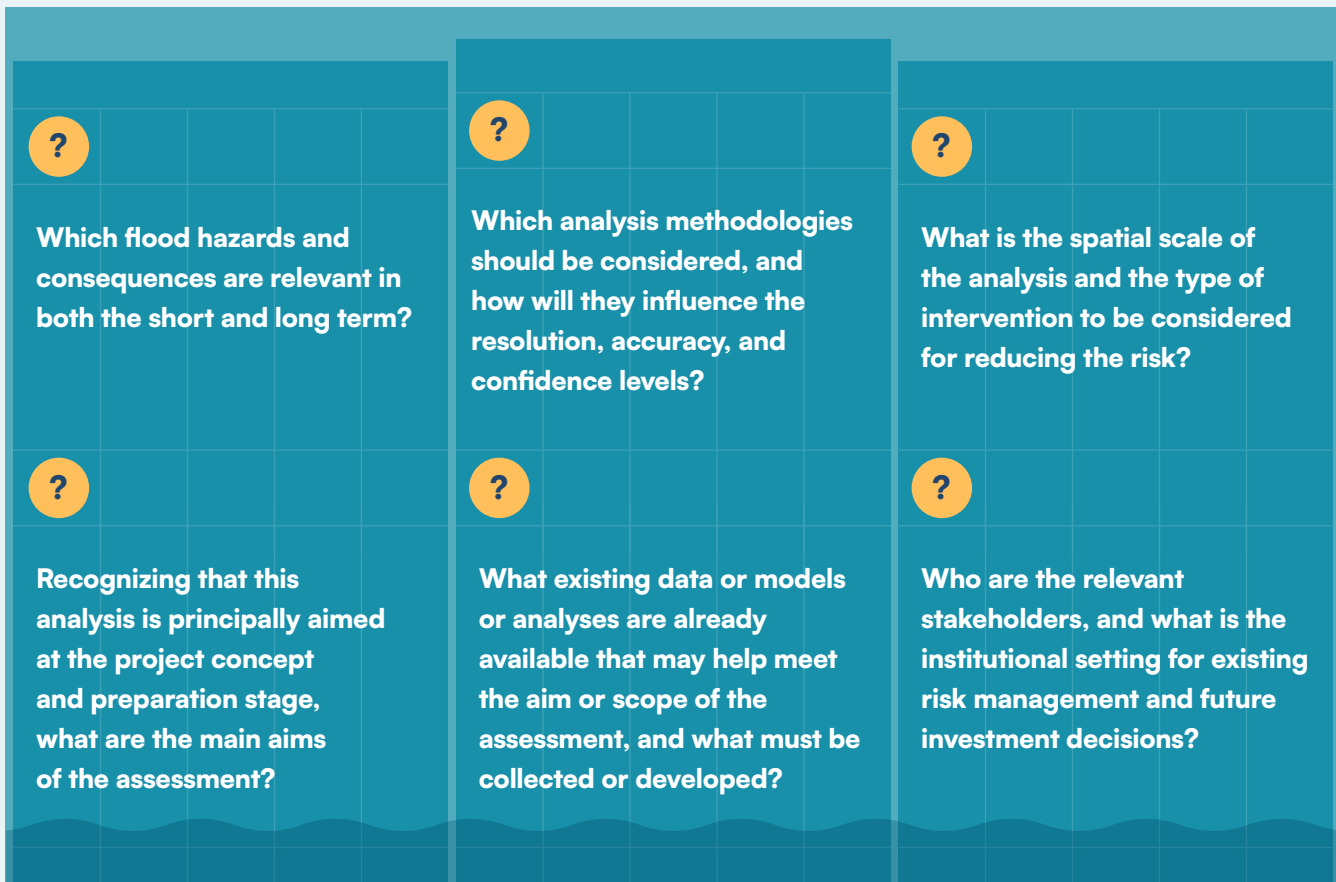 ?
Which flood hazards and
consequences are relevant in
both the short and long term?
?
Which analysis methodologies
should be considered, and
how will they influence the
resolution, accuracy, and
confidence levels?
?
What is the spatial scale of
the analysis and the type of
intervention to be considered
for reducing the risk?
?
Recognizing that this
analysis is principally aimed
at the project concept
and preparation stage,
what are the main aims
of the assessment?
?
What existing data or models
or analyses are already
available that may help meet
the aim or scope of the
assessment, and what must be
collected or developed?
?
Who are the relevant
stakeholders, and what is the
institutional setting for existing
risk management and future
investment decisions?